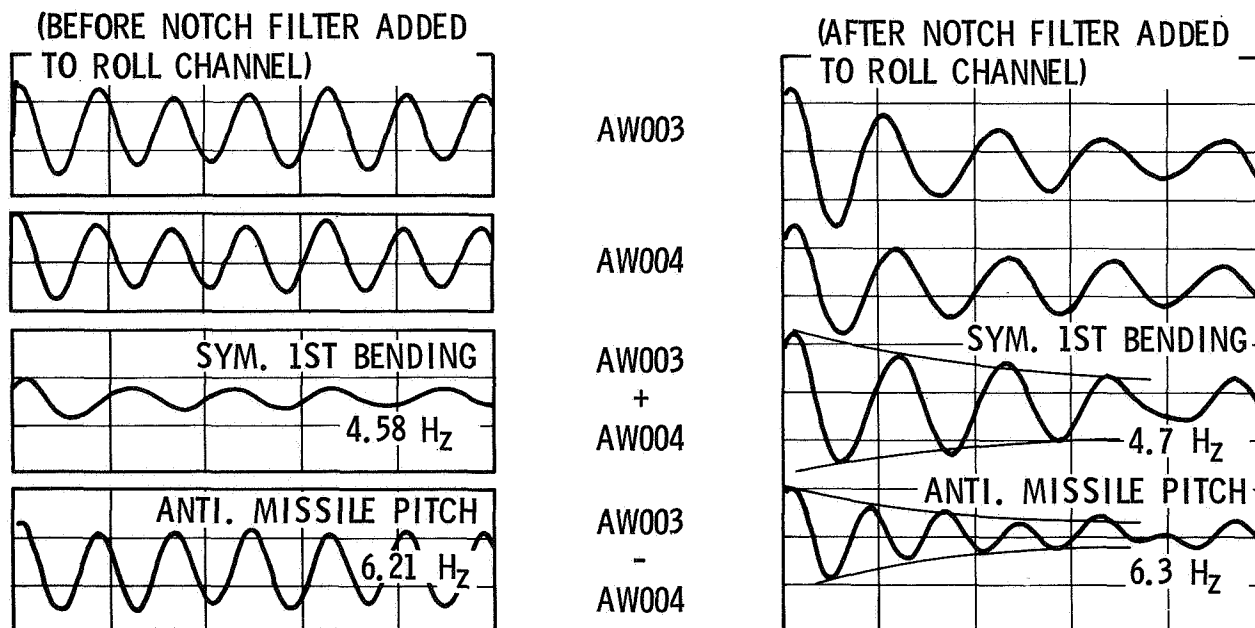 (BEFORE NOTCH FILTER ADDED
TO ROLL CHANNEL)
SYM. 1ST BENDING
4.58 Hz
ANTI. MISSILE PITCH
6.21 Hz
AW003
AW004
AW003
+
AW004
AW003
-
AW004
(AFTER NOTCH FILTER ADDED
TO ROLL CHANNEL)
SYM. 1ST BENDING
4.7 Hz
ANTI. MISSILE PITCH
6.3 Hz